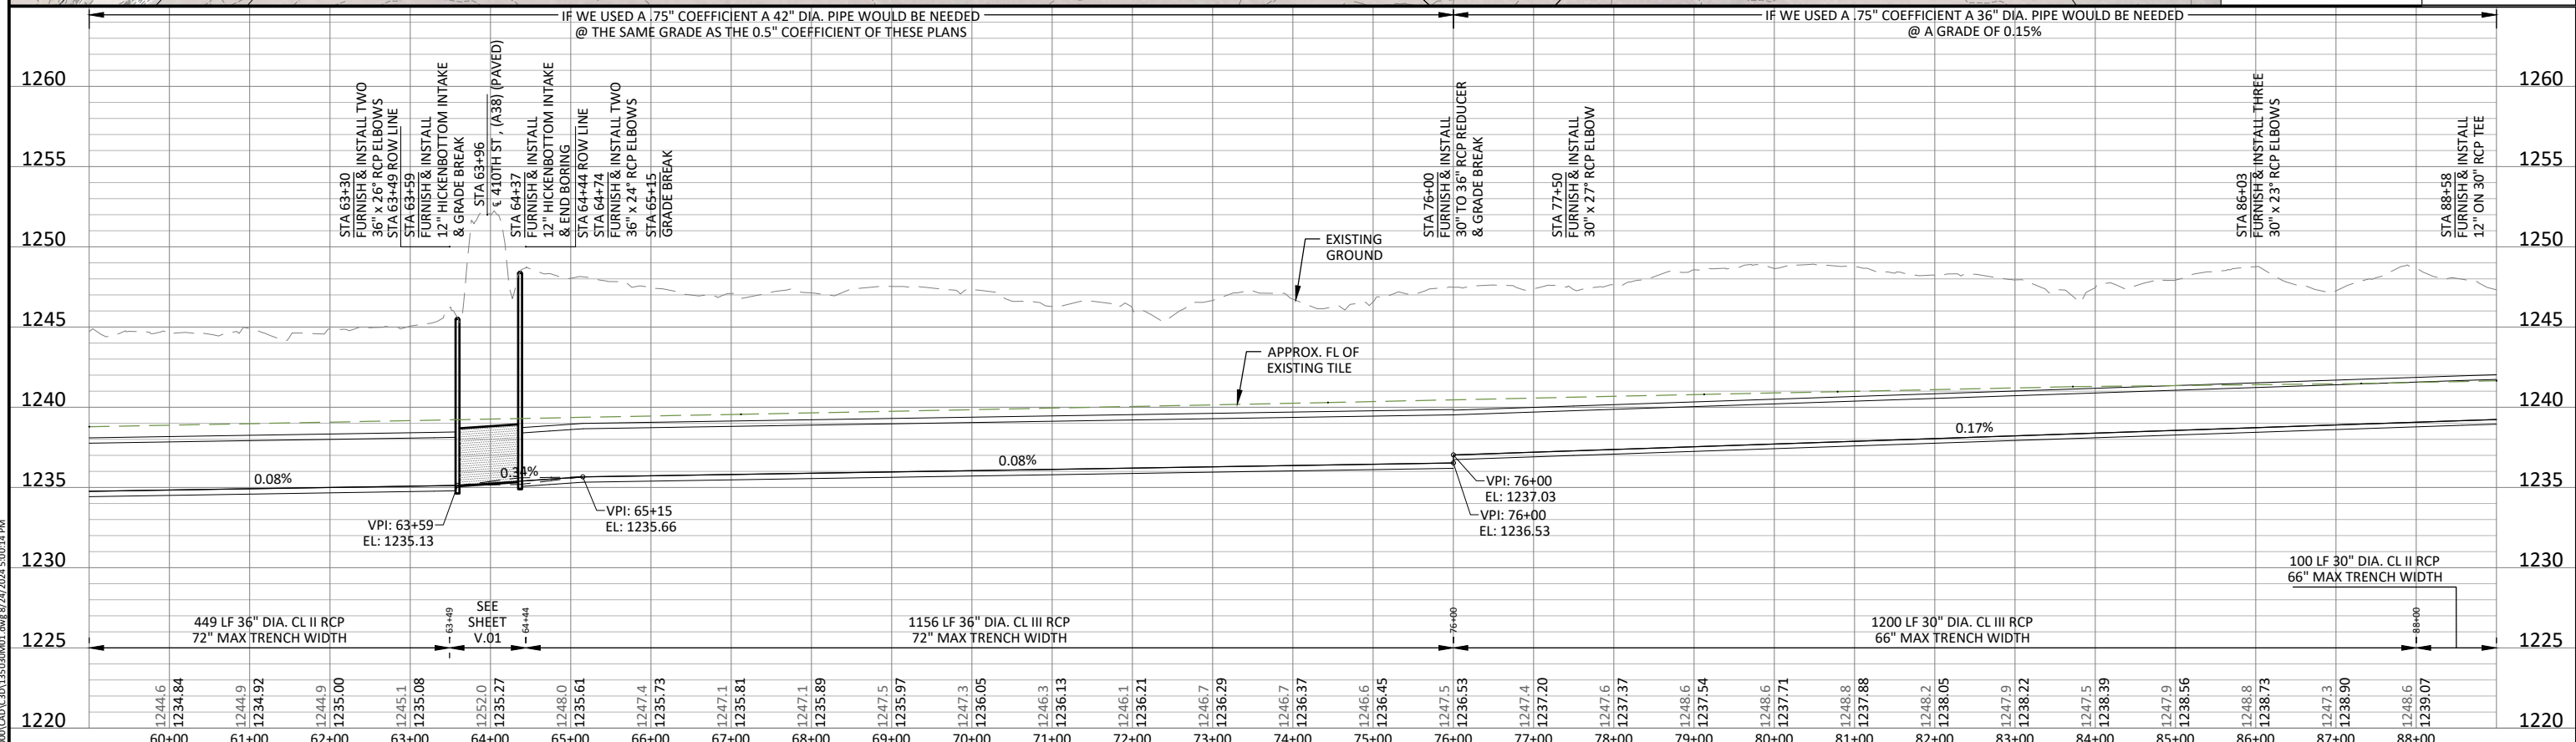 IF WE USED A .75" COEFFICIENT A 42" DIA. PIPE WOULD BE NEEDED
@ THE SAME GRADE AS THE 0.5" COEFFICIENT OF THESE PLANS
IF WE USED A .75" COEFFICIENT A 36" DIA. PIPE WOULD BE NEEDED
@ A GRADE OF 0.15%
1260
1255
1250
1245
1240
1235
1230
1225
1220
STA 63+30
FURNISH & INSTALL TWO
36" x 26° RCP ELBOWS
STA 63+49 ROW LINE
STA 63+59
FURNISH & INSTALL
12" HICKENBOTTOM INTAKE
& GRADE BREAK
STA 63+96
℄ 410TH ST, (A38) (PAVED)
STA 64+37
FURNISH & INSTALL
12" HICKENBOTTOM INTAKE
& END BORING
STA 64+44 ROW LINE
STA 64+74
FURNISH & INSTALL TWO
36" x 24° RCP ELBOWS
STA 65+15
GRADE BREAK
STA 76+00
FURNISH & INSTALL
30" TO 36" RCP REDUCER
& GRADE BREAK
STA 77+50
FURNISH & INSTALL
30" x 27° RCP ELBOW
STA 86+03
FURNISH & INSTALL THREE
30" x 23° RCP ELBOWS
STA 88+58
FURNISH & INSTALL
12" ON 30" RCP TEE
1260
1255
1250
1245
1240
1235
1230
1225
1220
EXISTING
GROUND
APPROX. FL OF
EXISTING TILE
0.08%
0.34%
0.08%
0.17%
VPI: 63+59
EL: 1235.13
VPI: 65+15
EL: 1235.66
VPI: 76+00
EL: 1237.03
VPI: 76+00
EL: 1236.53
449 LF 36" DIA. CL II RCP
72" MAX TRENCH WIDTH
63+49
SEE
SHEET
V.01
64+44
1156 LF 36" DIA. CL III RCP
72" MAX TRENCH WIDTH
76+00
1200 LF 30" DIA. CL III RCP
66" MAX TRENCH WIDTH
88+00
100 LF 30" DIA. CL II RCP
66" MAX TRENCH WIDTH
1244.6
1234.84
1244.9
1234.92
1244.9
1235.00
1245.1
1235.08
1252.0
1235.27
1248.0
1235.61
1247.4
1235.73
1247.1
1235.81
1247.1
1235.89
1247.5
1235.97
1247.3
1236.05
1246.3
1236.13
1246.1
1236.21
1246.7
1236.29
1246.7
1236.37
1246.6
1236.45
1247.5
1236.53
1247.4
1237.20
1247.6
1237.37
1248.6
1237.54
1248.6
1237.71
1248.8
1237.88
1248.2
1238.05
1247.9
1238.22
1247.5
1238.39
1247.9
1238.56
1248.8
1238.73
1247.3
1238.90
1248.6
1239.07
60+00 61+00 62+00 63+00 64+00 65+00 66+00 67+00 68+00 69+00 70+00 71+00 72+00 73+00 74+00 75+00 76+00 77+00 78+00 79+00 80+00 81+00 82+00 83+00 84+00 85+00 86+00 87+00 88+00
8/24/2024 5:00:14 PM